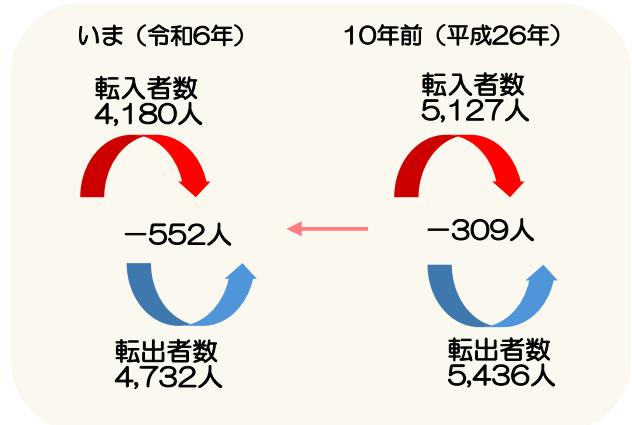 いま（令和6年）
転入者数
4,180人
－552人
転出者数
4,732人
10年前（平成26年）
転入者数
5,127人
－309人
転出者数
5,436人